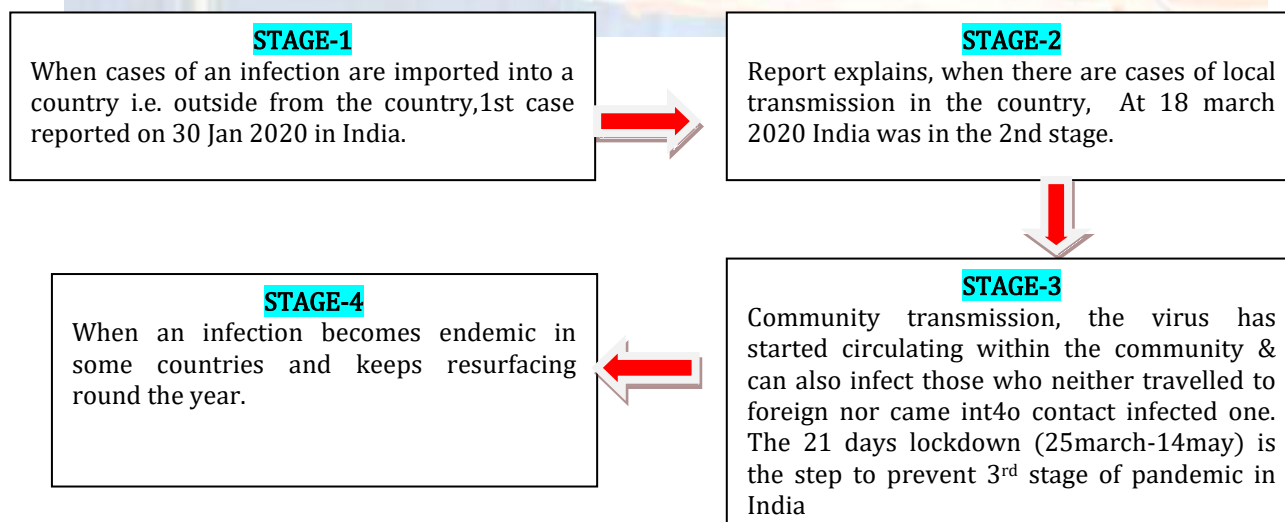 STAGE-1
When cases of an infection are imported into a
country i.e. outside from the country,1st case
reported on 30 Jan 2020 in India.
STAGE-2
Report explains, when there are cases of local
transmission in the country, At 18 march
2020 India was in the 2nd stage.
STAGE-3
Community transmission, the virus has
started circulating within the community &
can also infect those who neither travelled to
foreign nor came int4o contact infected one.
The 21 days lockdown (25march-14may) is
the step to prevent 3rd stage of pandemic in
India
STAGE-4
When an infection becomes endemic in
some countries and keeps resurfacing
round the year.